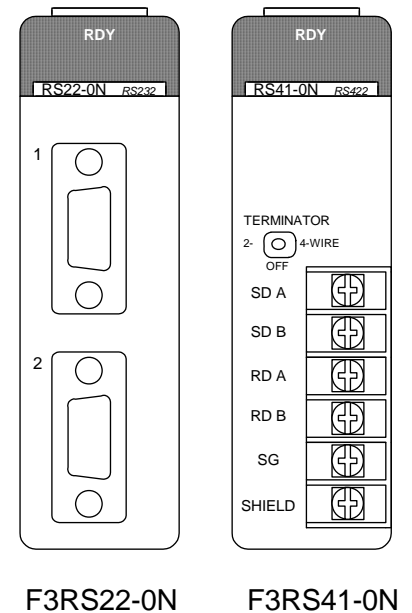 RDY
RS22-0N RS232
1
2
F3RS22-0N
RDY
RS41-0N RS422
TERMINATOR
2- 4-WIRE
OFF
SD A
SD B
RD A
RD B
SG
SHIELD
F3RS41-0N